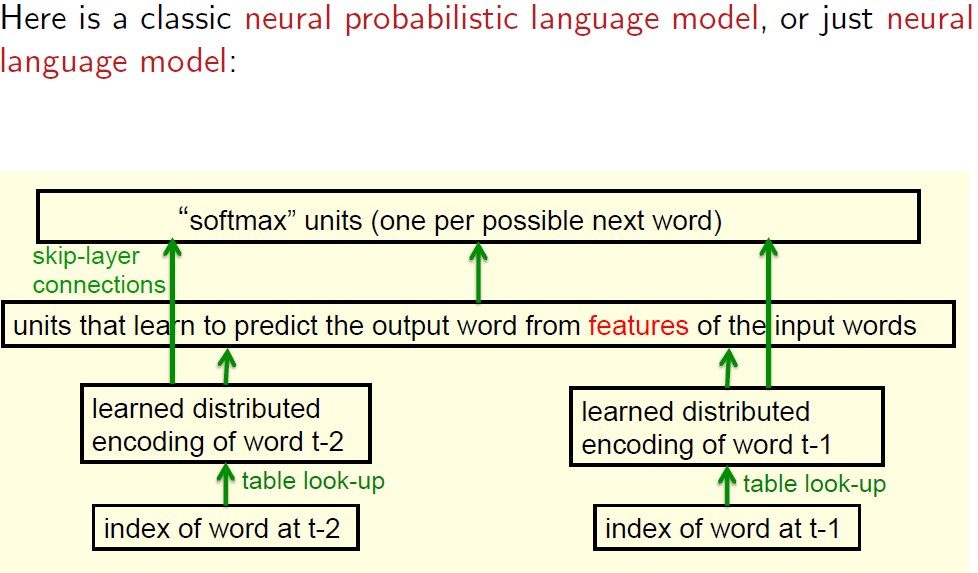 Here is a classic neural probabilistic language model, or just neural
language model:
“softmax” units (one per possible next word)
skip-layer
connections
units that learn to predict the output word from features of the input words
learned distributed
encoding of word t-2
learned distributed
encoding of word t-1
table look-up
table look-up
index of word at t-2
index of word at t-1